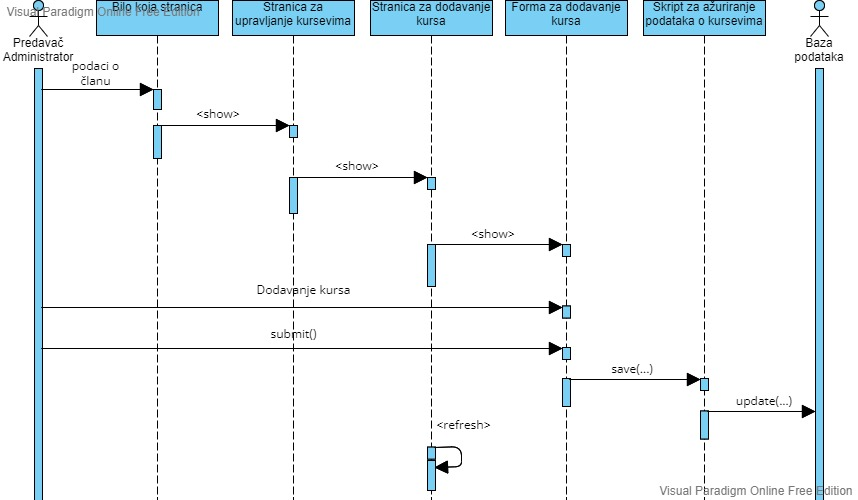 Visual Paradigm Online Free Edition
Bilo koja stranica
Stranica za
upravljanje kursevima
Stranica za dodavanje
kursa
Forma za dodavanje
kursa
Skript za ažuriranje
podataka o kursevima
Predavač
Administrator
Baza
podataka
podaci o
članu
<show>
<show>
<show>
Dodavanje kursa
submit()
save(...)
update(...)
<refresh>
Visual Paradigm Online Free Edition